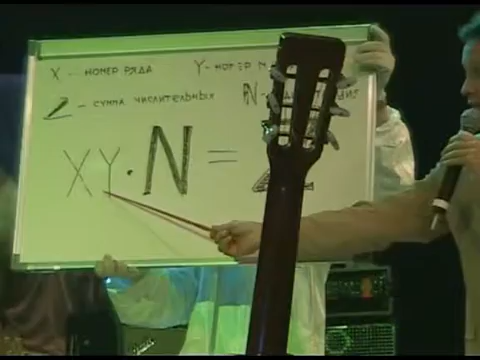 X - НОМЕР РЯДА Y - НОМЕР
Z - СУММА ЧИСЛИТЕЛЬНЫХ N -
XY · N = Z